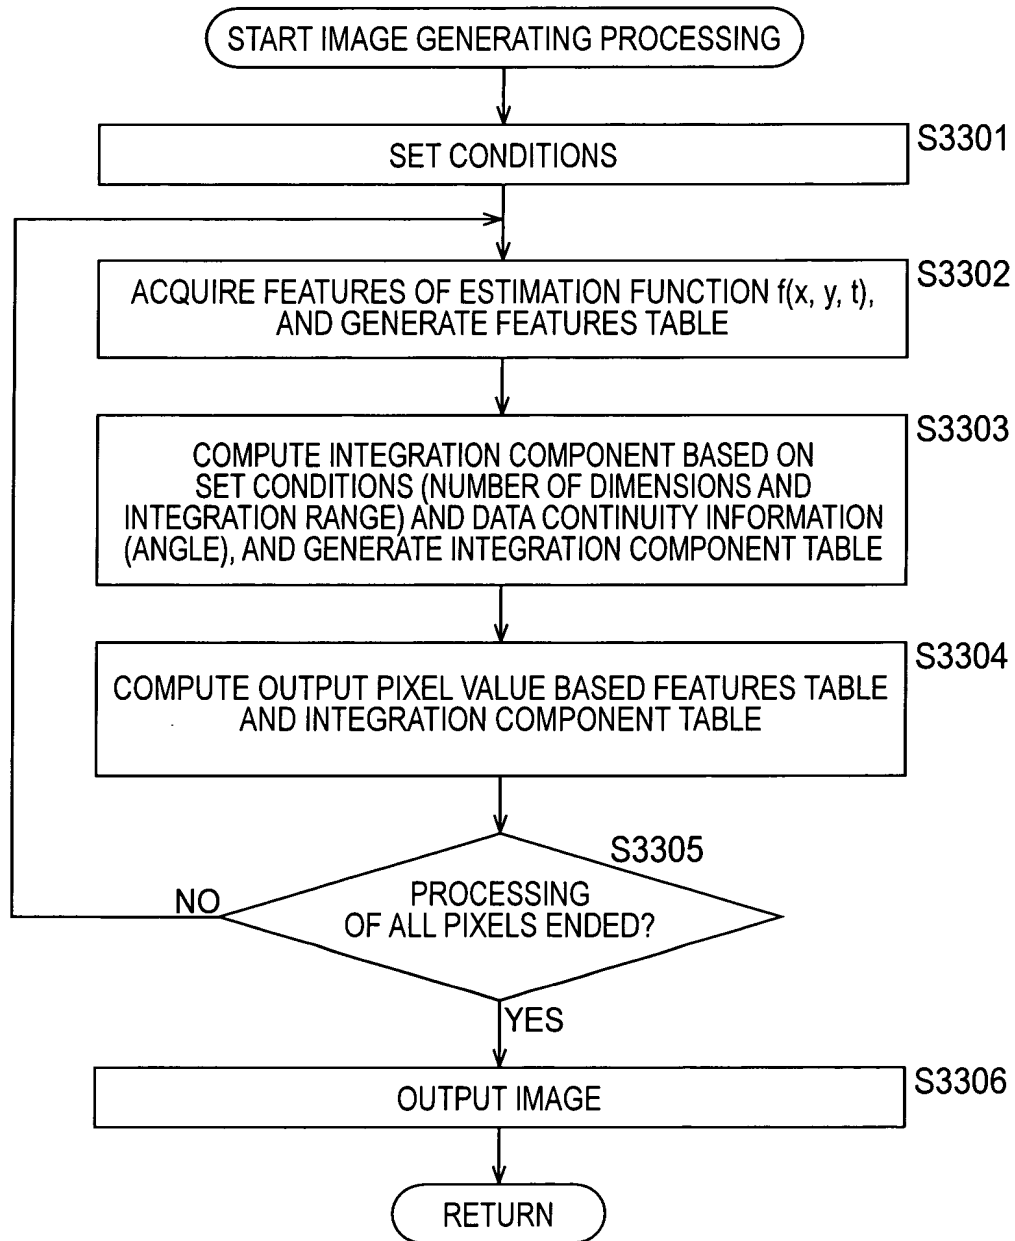 START IMAGE GENERATING PROCESSING
S3301
SET CONDITIONS
S3302
ACQUIRE FEATURES OF ESTIMATION FUNCTION f(x, y, t),
AND GENERATE FEATURES TABLE
S3303
COMPUTE INTEGRATION COMPONENT BASED ON
SET CONDITIONS (NUMBER OF DIMENSIONS AND
INTEGRATION RANGE) AND DATA CONTINUITY INFORMATION
(ANGLE), AND GENERATE INTEGRATION COMPONENT TABLE
S3304
COMPUTE OUTPUT PIXEL VALUE BASED FEATURES TABLE
AND INTEGRATION COMPONENT TABLE
S3305
PROCESSING
OF ALL PIXELS ENDED?
NO
YES
S3306
OUTPUT IMAGE
RETURN